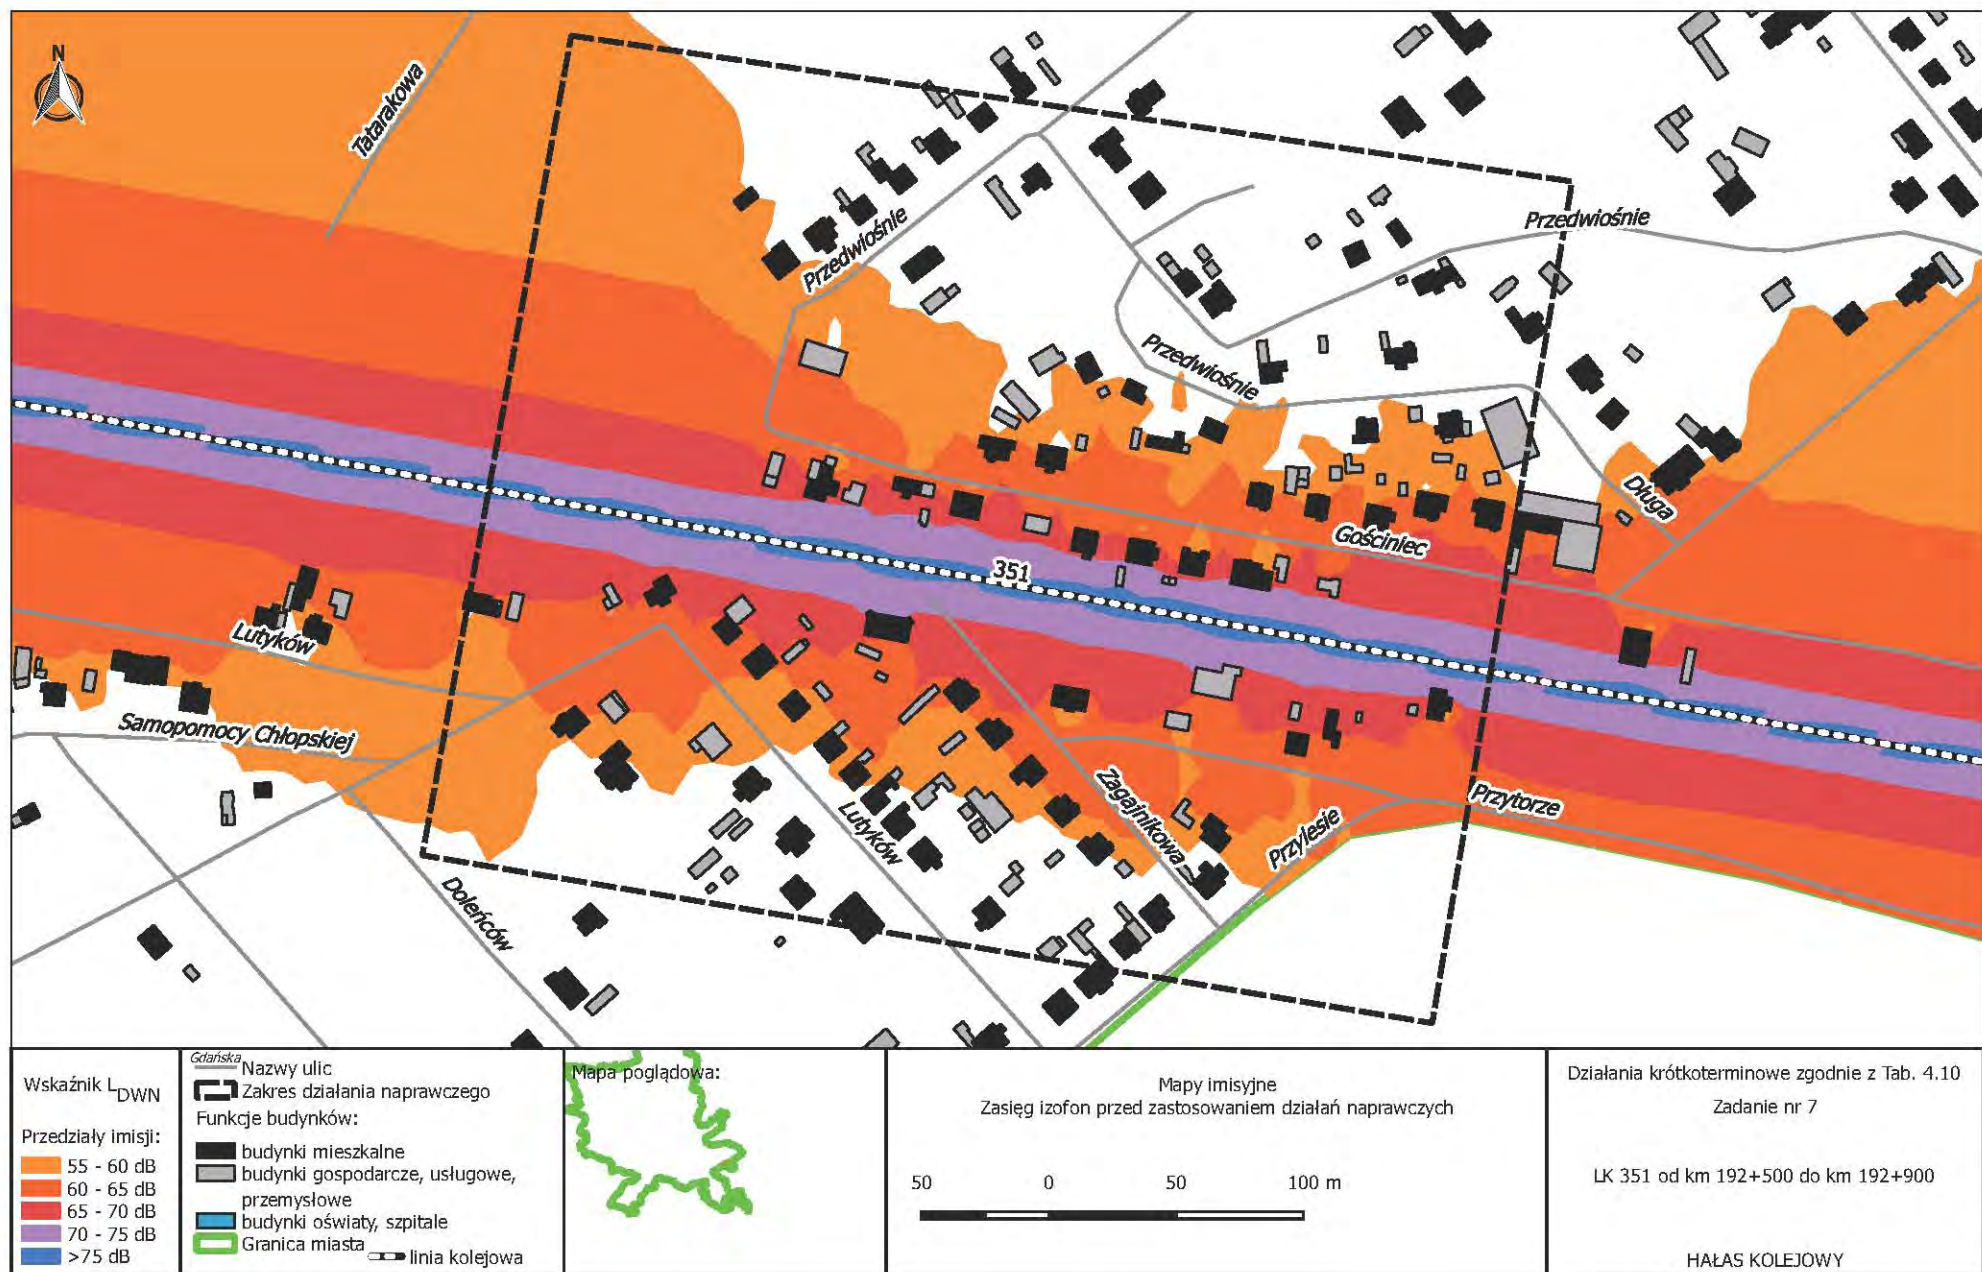 N
Tatarakowa
Przedwiośnie
Przedwiośnie
Przedwiośnie
Długa
Gościniec
351
Lutyków
Samopomocy Chłopskiej
Zagajnikowa
Przytorze
Lutyków
Przylesie
Doleńców
Wskaźnik LDWN
Przedziały imisji:
55 - 60 dB
60 - 65 dB
65 - 70 dB
70 - 75 dB
>75 dB
Gdańska
Nazwy ulic
Zakres działania naprawczego
Funkcje budynków:
budynki mieszkalne
budynki gospodarcze, usługowe,
przemysłowe
budynki oświaty, szpitale
Granica miasta
linia kolejowa
Mapa poglądowa:
Mapy imisyjne
Zasięg izofon przed zastosowaniem działań naprawczych
50 0 50 100 m
Działania krótkoterminowe zgodnie z Tab. 4.10
Zadanie nr 7
LK 351 od km 192+500 do km 192+900
HAŁAS KOLEJOWY